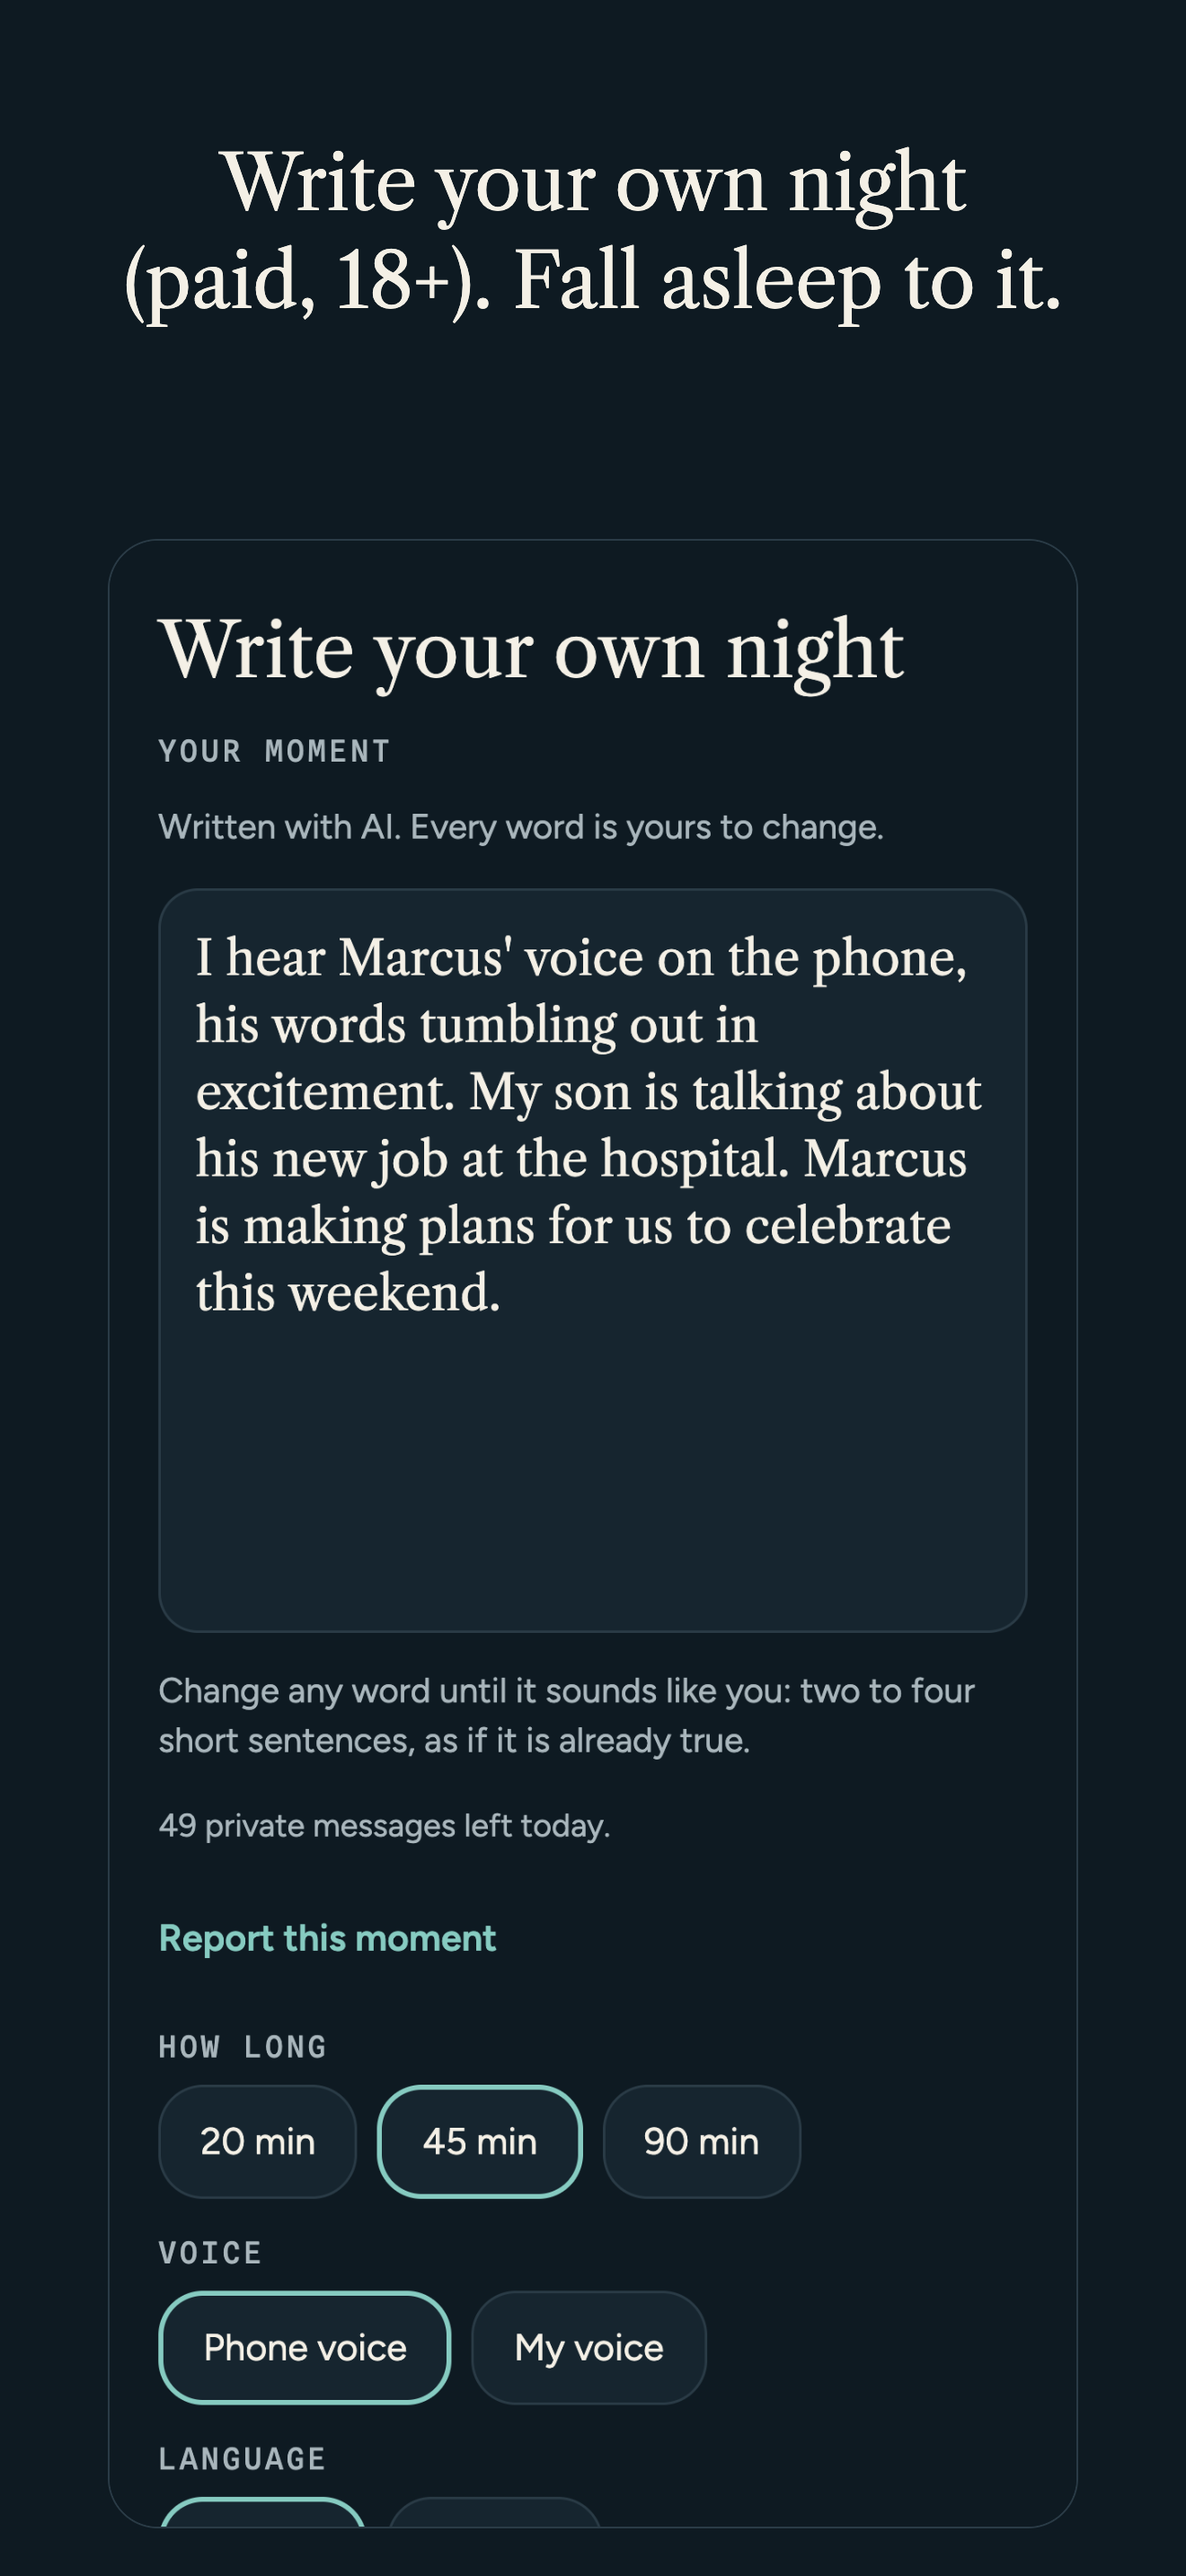 Write your own night
(paid, 18+). Fall asleep to it.
Write your own night
YOUR MOMENT
Written with AI. Every word is yours to change.
I hear Marcus' voice on the phone,
his words tumbling out in
excitement. My son is talking about
his new job at the hospital. Marcus
is making plans for us to celebrate
this weekend.
Change any word until it sounds like you: two to four
short sentences, as if it is already true.
49 private messages left today.
Report this moment
HOW LONG
20 min 45 min 90 min
VOICE
Phone voice My voice
LANGUAGE